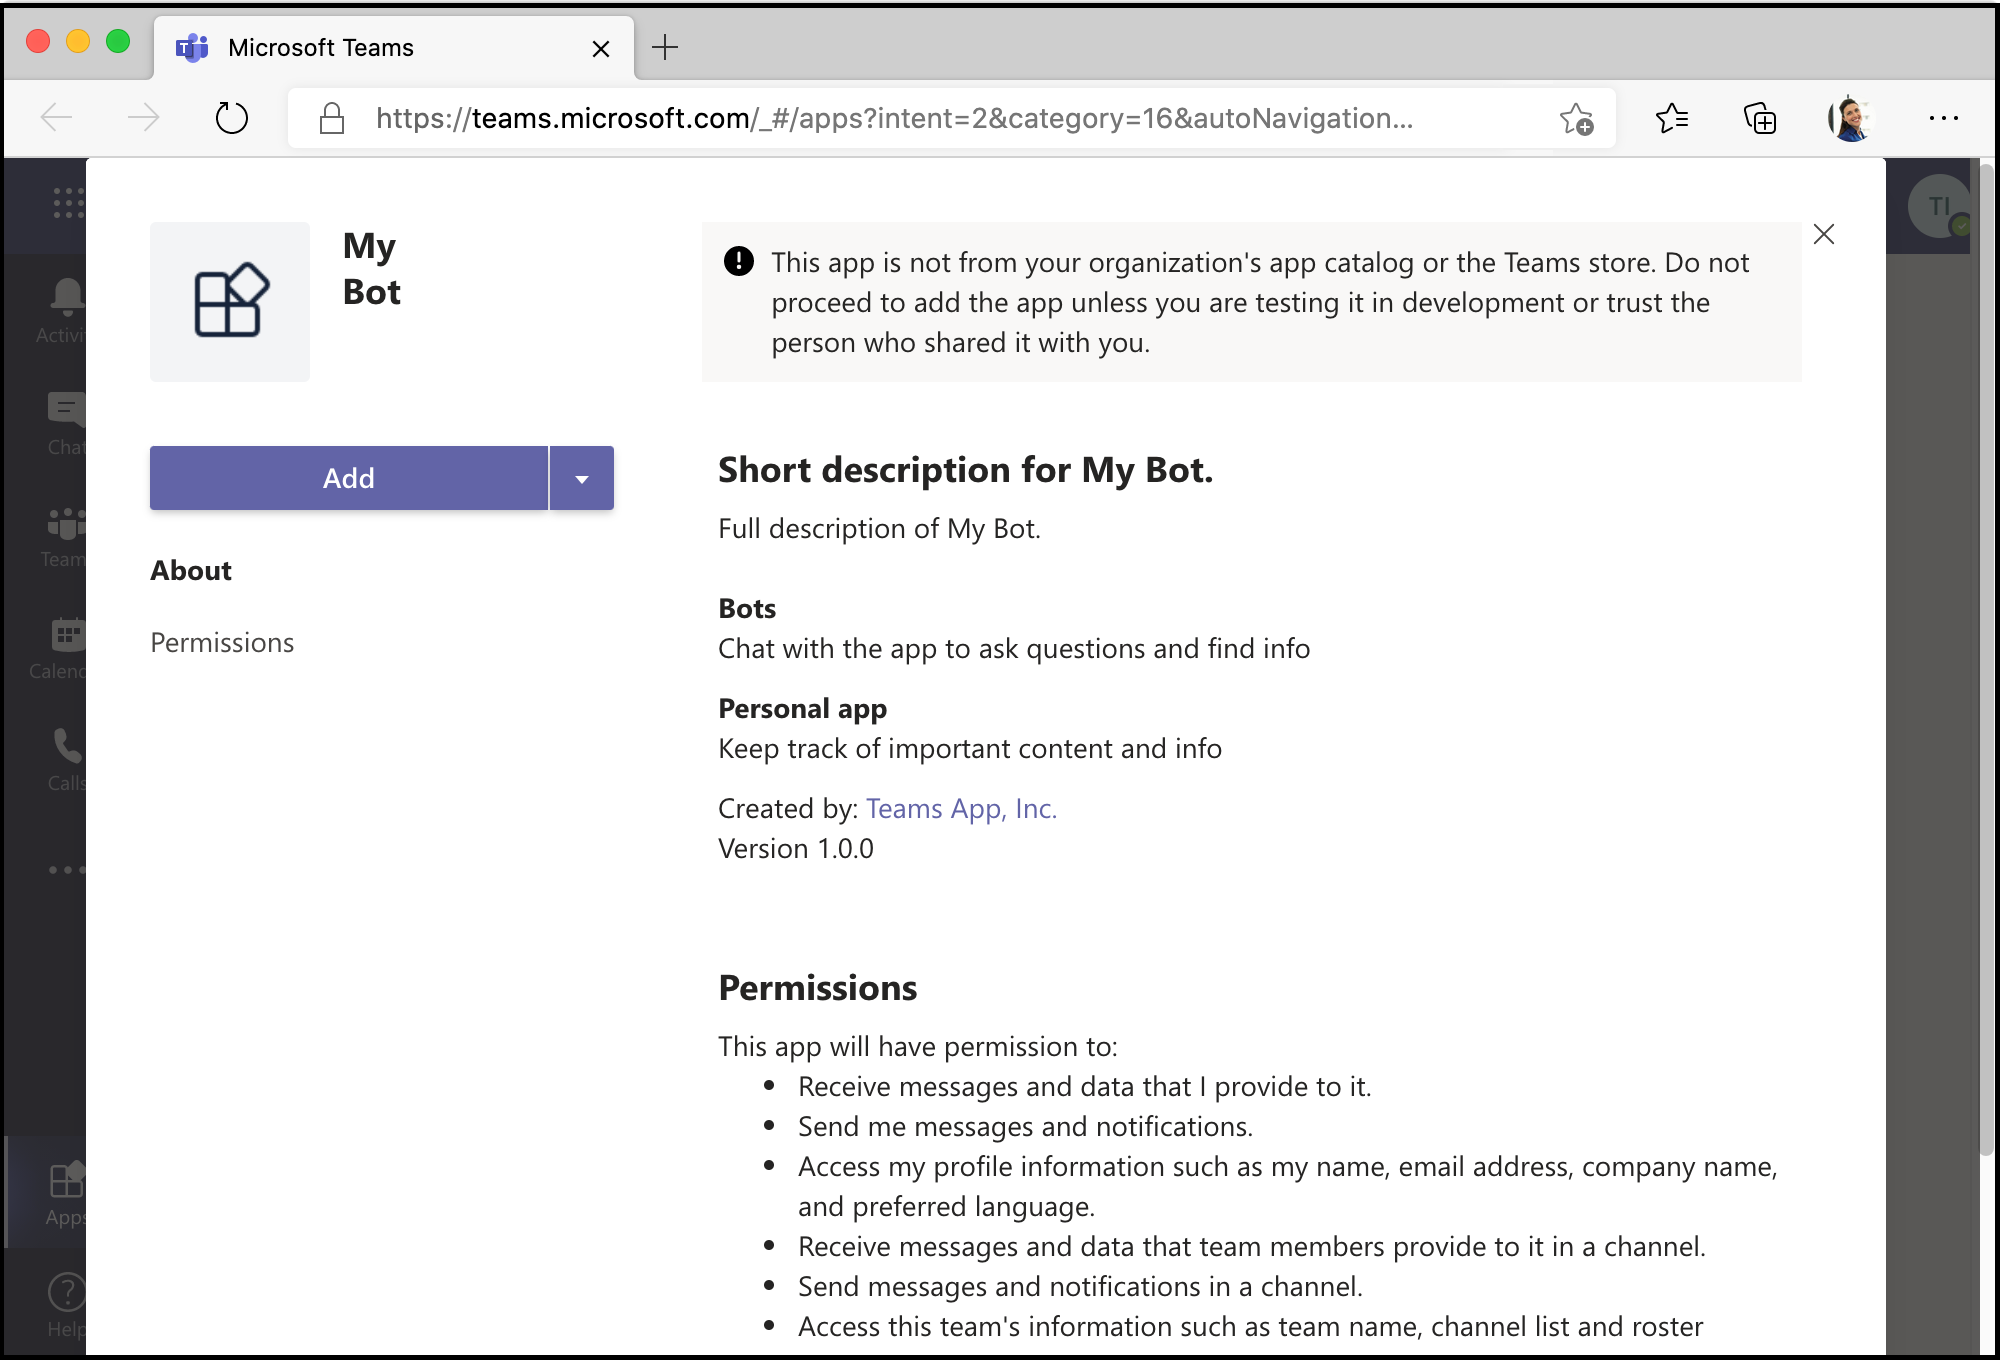 Microsoft Teams
https://teams.microsoft.com/_#/apps?intent=2&category=16&autoNavigation...
TI
My
Bot
This app is not from your organization's app catalog or the Teams store. Do not
proceed to add the app unless you are testing it in development or trust the
person who shared it with you.
Activi
Chat
Team
Calenc
Calls
Apps
Help
Add
About
Permissions
Short description for My Bot.
Full description of My Bot.
Bots
Chat with the app to ask questions and find info
Personal app
Keep track of important content and info
Created by: Teams App, Inc.
Version 1.0.0
Permissions
This app will have permission to:
• Receive messages and data that I provide to it.
• Send me messages and notifications.
• Access my profile information such as my name, email address, company name,
and preferred language.
• Receive messages and data that team members provide to it in a channel.
• Send messages and notifications in a channel.
• Access this team's information such as team name, channel list and roster